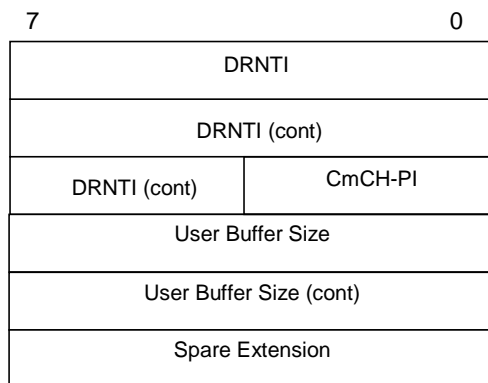 7 0
DRNTI
DRNTI (cont)
DRNTI (cont) CmCH-PI
User Buffer Size
User Buffer Size (cont)
Spare Extension